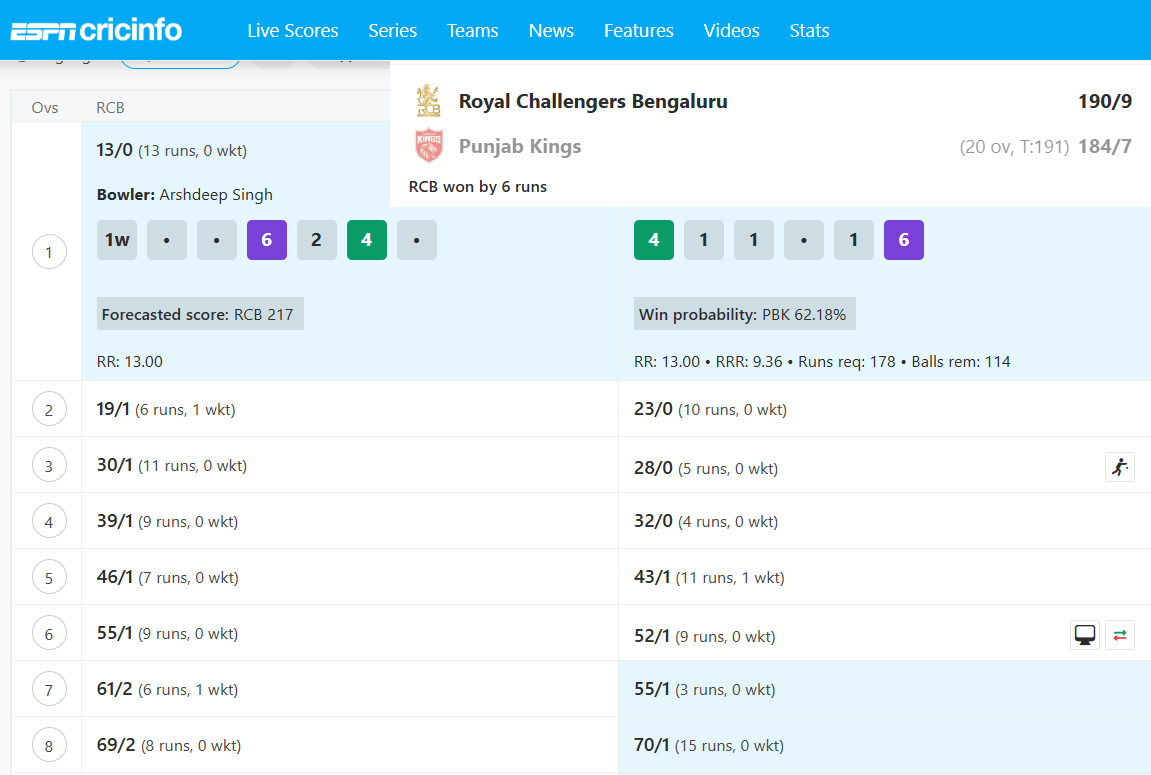 ESPN cricinfo Live Scores Series Teams News Features Videos Stats
Royal Challengers Bengaluru 190/9
Punjab Kings (20 ov, T:191) 184/7
RCB won by 6 runs
Ovs RCB
13/0 (13 runs, 0 wkt)
Bowler: Arshdeep Singh
1 1w • • 6 2 4 • 4 1 1 • 1 6
Forecasted score: RCB 217 Win probability: PBK 62.18%
RR: 13.00 RR: 13.00 • RRR: 9.36 • Runs req: 178 • Balls rem: 114
2 19/1 (6 runs, 1 wkt) 23/0 (10 runs, 0 wkt)
3 30/1 (11 runs, 0 wkt) 28/0 (5 runs, 0 wkt)
4 39/1 (9 runs, 0 wkt) 32/0 (4 runs, 0 wkt)
5 46/1 (7 runs, 0 wkt) 43/1 (11 runs, 1 wkt)
6 55/1 (9 runs, 0 wkt) 52/1 (9 runs, 0 wkt)
7 61/2 (6 runs, 1 wkt) 55/1 (3 runs, 0 wkt)
8 69/2 (8 runs, 0 wkt) 70/1 (15 runs, 0 wkt)